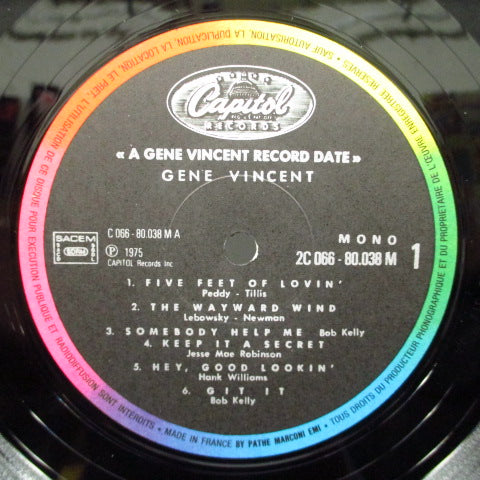 Capitol
RECORDS
« A GENE VINCENT RECORD DATE »
GENE VINCENT
C 066 - 80.038 M A
SACEM
Ⓟ 1975
CAPITOL Records Inc
MONO
2C 066 - 80.038 M
1
1. FIVE FEET OF LOVIN'
Peddy - Tillis
2. THE WAYWARD WIND
Lebowsky - Newman
3. SOMEBODY HELP ME Bob Kelly
4. KEEP IT A SECRET
Jesse Mae Robinson
5. HEY, GOOD LOOKIN'
Hank Williams
6. GIT IT
Bob Kelly
• MADE IN FRANCE BY PATHE MARCONI EMI • TOUS DROITS DU PRODUCTEUR PHONOGRAPHIQUE ET DU PROPRIETAIRE DE L'ŒUVRE ENREGISTREE RESERVES • SAUF AUTORISATION, LA DUPLICATION, LA LOCATION, LE PRET, L'UTILISATION DE CE DISQUE POUR EXECUTION PUBLIQUE ET RADIODIFFUSION SONT INTERDITS